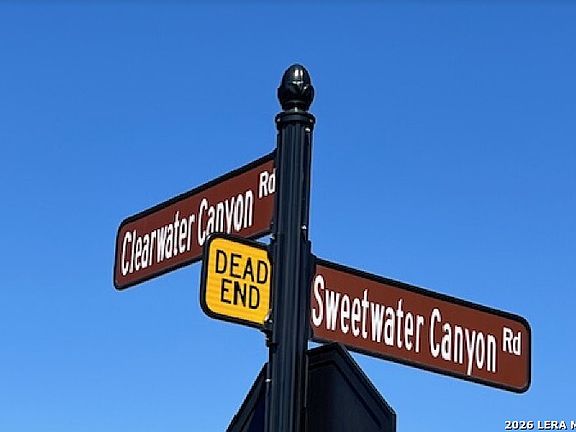 Clearwater Canyon Rd
DEAD
END
Sweetwater Canyon Rd
2026 LERA